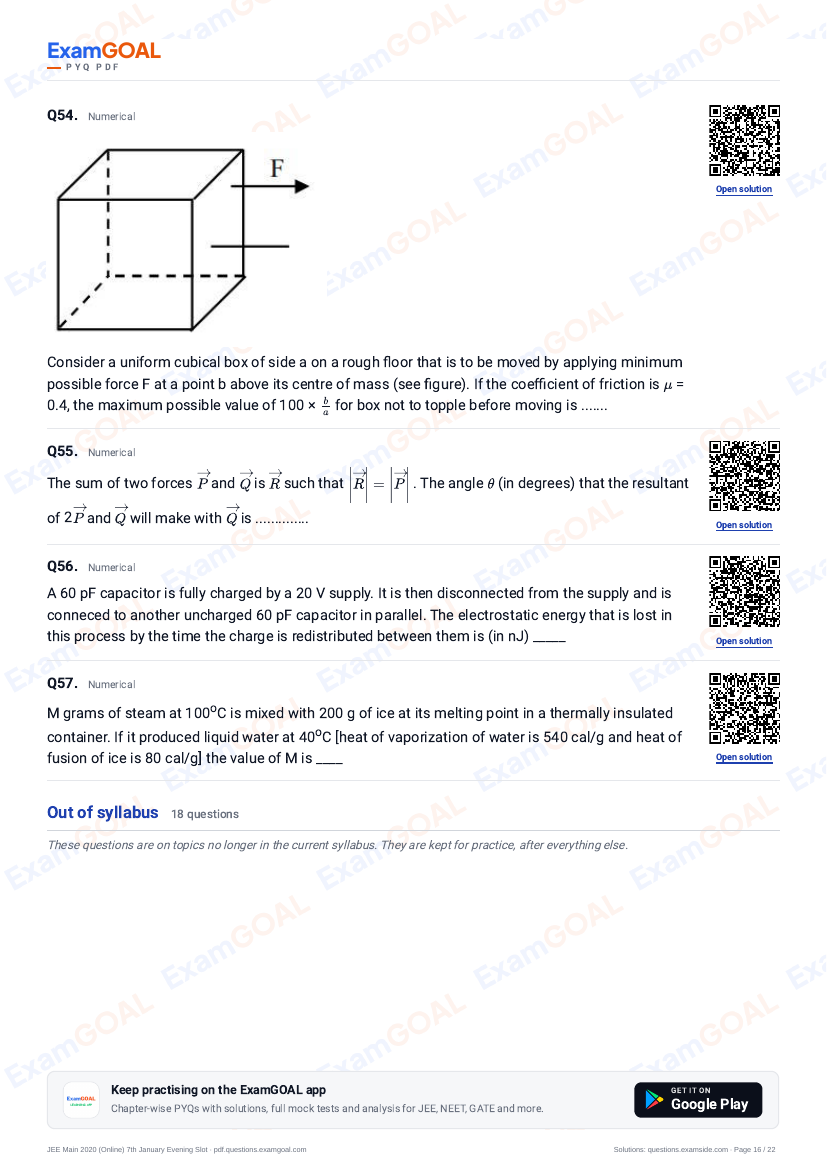 ExamGOAL
PYQ PDF
Q54. Numerical
Open solution
F
Consider a uniform cubical box of side a on a rough floor that is to be moved by applying minimum
possible force F at a point b above its centre of mass (see figure). If the coefficient of friction is μ =
0.4, the maximum possible value of 100 × b/a for box not to topple before moving is .......
Q55. Numerical
The sum of two forces P⃗ and Q⃗ is R⃗ such that |R⃗| = |P⃗| . The angle θ (in degrees) that the resultant
of 2P⃗ and Q⃗ will make with Q⃗ is ..............
Open solution
Q56. Numerical
A 60 pF capacitor is fully charged by a 20 V supply. It is then disconnected from the supply and is
conneced to another uncharged 60 pF capacitor in parallel. The electrostatic energy that is lost in
this process by the time the charge is redistributed between them is (in nJ) _____
Open solution
Q57. Numerical
M grams of steam at 100°C is mixed with 200 g of ice at its melting point in a thermally insulated
container. If it produced liquid water at 40°C [heat of vaporization of water is 540 cal/g and heat of
fusion of ice is 80 cal/g] the value of M is ____
Open solution
Out of syllabus 18 questions
These questions are on topics no longer in the current syllabus. They are kept for practice, after everything else.
ExamGOAL
Keep practising on the ExamGOAL app
Chapter-wise PYQs with solutions, full mock tests and analysis for JEE, NEET, GATE and more.
GET IT ON
Google Play
JEE Main 2020 (Online) 7th January Evening Slot · pdf.questions.examgoal.com
Solutions: questions.examside.com · Page 16 / 22